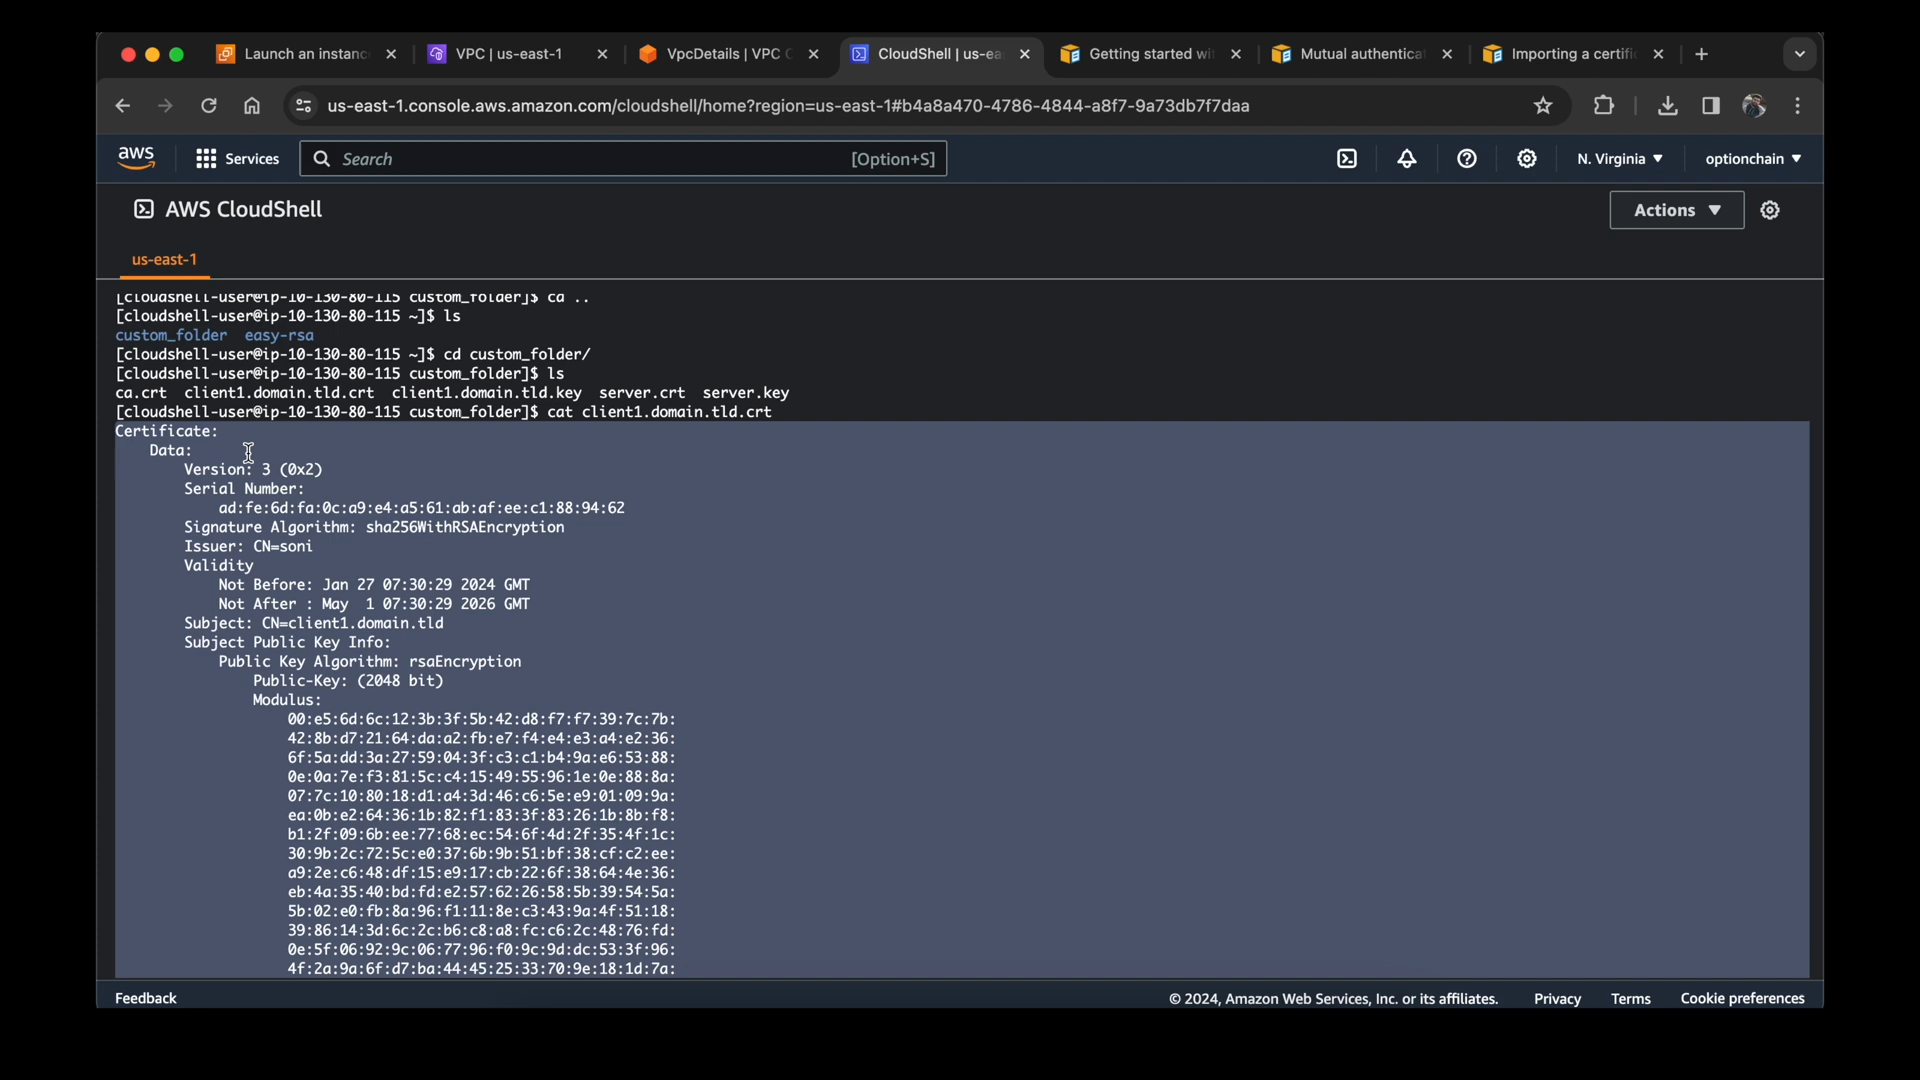 Launch an instanc
VPC | us-east-1
VpcDetails | VPC C
CloudShell | us-ea
Getting started wi
Mutual authenticat
Importing a certifi
us-east-1.console.aws.amazon.com/cloudshell/home?region=us-east-1#b4a8a470-4786-4844-a8f7-9a73db7f7daa
aws
Services
Search
[Option+S]
N. Virginia
optionchain
AWS CloudShell
Actions
us-east-1
[cloudshell-user@ip-10-130-80-115 custom_folder]$ cd ..
[cloudshell-user@ip-10-130-80-115 ~]$ ls
custom_folder  easy-rsa
[cloudshell-user@ip-10-130-80-115 ~]$ cd custom_folder/
[cloudshell-user@ip-10-130-80-115 custom_folder]$ ls
ca.crt  client1.domain.tld.crt  client1.domain.tld.key  server.crt  server.key
[cloudshell-user@ip-10-130-80-115 custom_folder]$ cat client1.domain.tld.crt
Certificate:
Data:
Version: 3 (0x2)
Serial Number:
ad:fe:6d:fa:0c:a9:e4:a5:61:ab:af:ee:c1:88:94:62
Signature Algorithm: sha256WithRSAEncryption
Issuer: CN=soni
Validity
Not Before: Jan 27 07:30:29 2024 GMT
Not After : May  1 07:30:29 2026 GMT
Subject: CN=client1.domain.tld
Subject Public Key Info:
Public Key Algorithm: rsaEncryption
Public-Key: (2048 bit)
Modulus:
00:e5:6d:6c:12:3b:3f:5b:42:d8:f7:f7:39:7c:7b:
42:8b:d7:21:64:da:a2:fb:e7:f4:e4:e3:a4:e2:36:
6f:5a:dd:3a:27:59:04:3f:c3:c1:b4:9a:e6:53:88:
0e:0a:7e:f3:81:5c:c4:15:49:55:96:1e:0e:88:8a:
07:7c:10:80:18:d1:a4:3d:46:c6:5e:e9:01:09:9a:
ea:0b:e2:64:36:1b:82:f1:83:3f:83:26:1b:8b:f8:
b1:2f:09:6b:ee:77:68:ec:54:6f:4d:2f:35:4f:1c:
30:9b:2c:72:5c:e0:37:6b:9b:51:bf:38:cf:c2:ee:
a9:2e:c6:48:df:15:e9:17:cb:22:6f:38:64:4e:36:
eb:4a:35:40:bd:fd:e2:57:62:26:58:5b:39:54:5a:
5b:02:e0:fb:8a:96:f1:11:8e:c3:43:9a:4f:51:18:
39:86:14:3d:6c:2c:b6:c8:a8:fc:c6:2c:48:76:fd:
0e:5f:06:92:9c:06:77:96:f0:9c:9d:dc:53:3f:96:
4f:2a:9a:6f:d7:ba:44:45:25:33:70:9e:18:1d:7a:
Feedback
© 2024, Amazon Web Services, Inc. or its affiliates.
Privacy
Terms
Cookie preferences